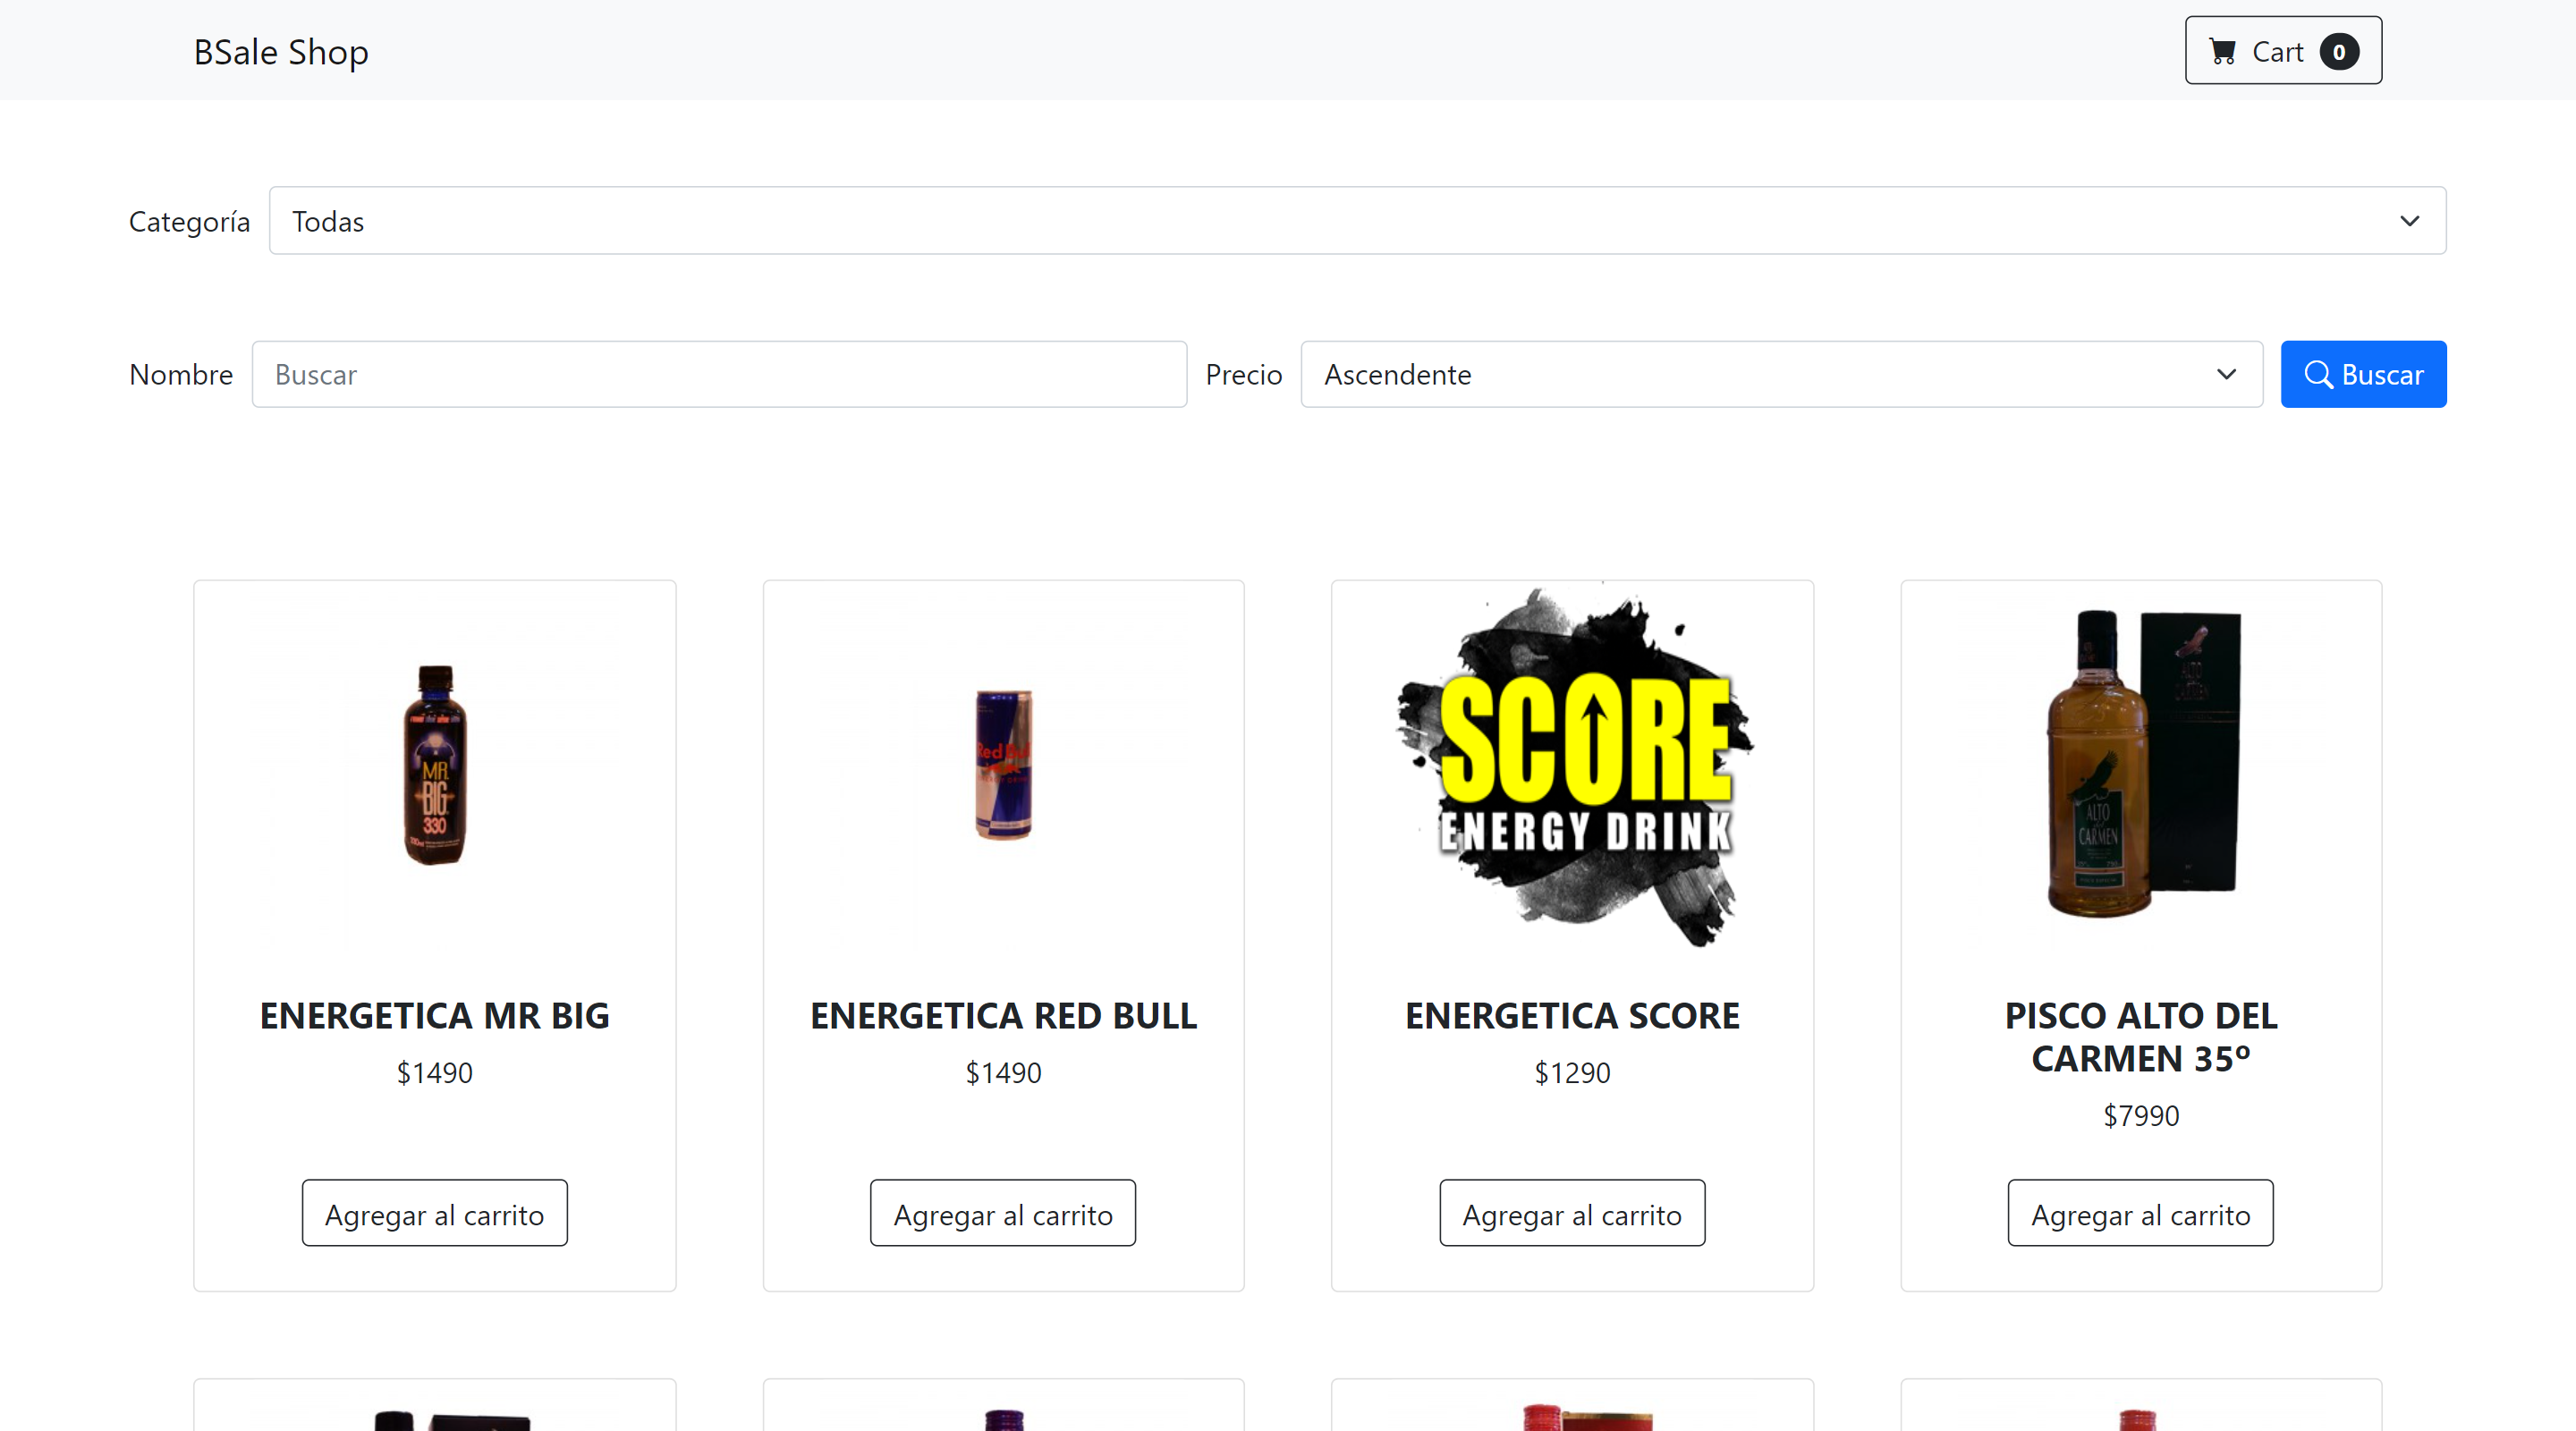 BSale Shop
Cart 0
Categoría Todas
Nombre Buscar Precio Ascendente Buscar
MR.
BIG
330
Red Bull
SCORE
ENERGY DRINK
ALTO
del
CARMEN
ENERGETICA MR BIG
$1490
Agregar al carrito
ENERGETICA RED BULL
$1490
Agregar al carrito
ENERGETICA SCORE
$1290
Agregar al carrito
PISCO ALTO DEL
CARMEN 35º
$7990
Agregar al carrito